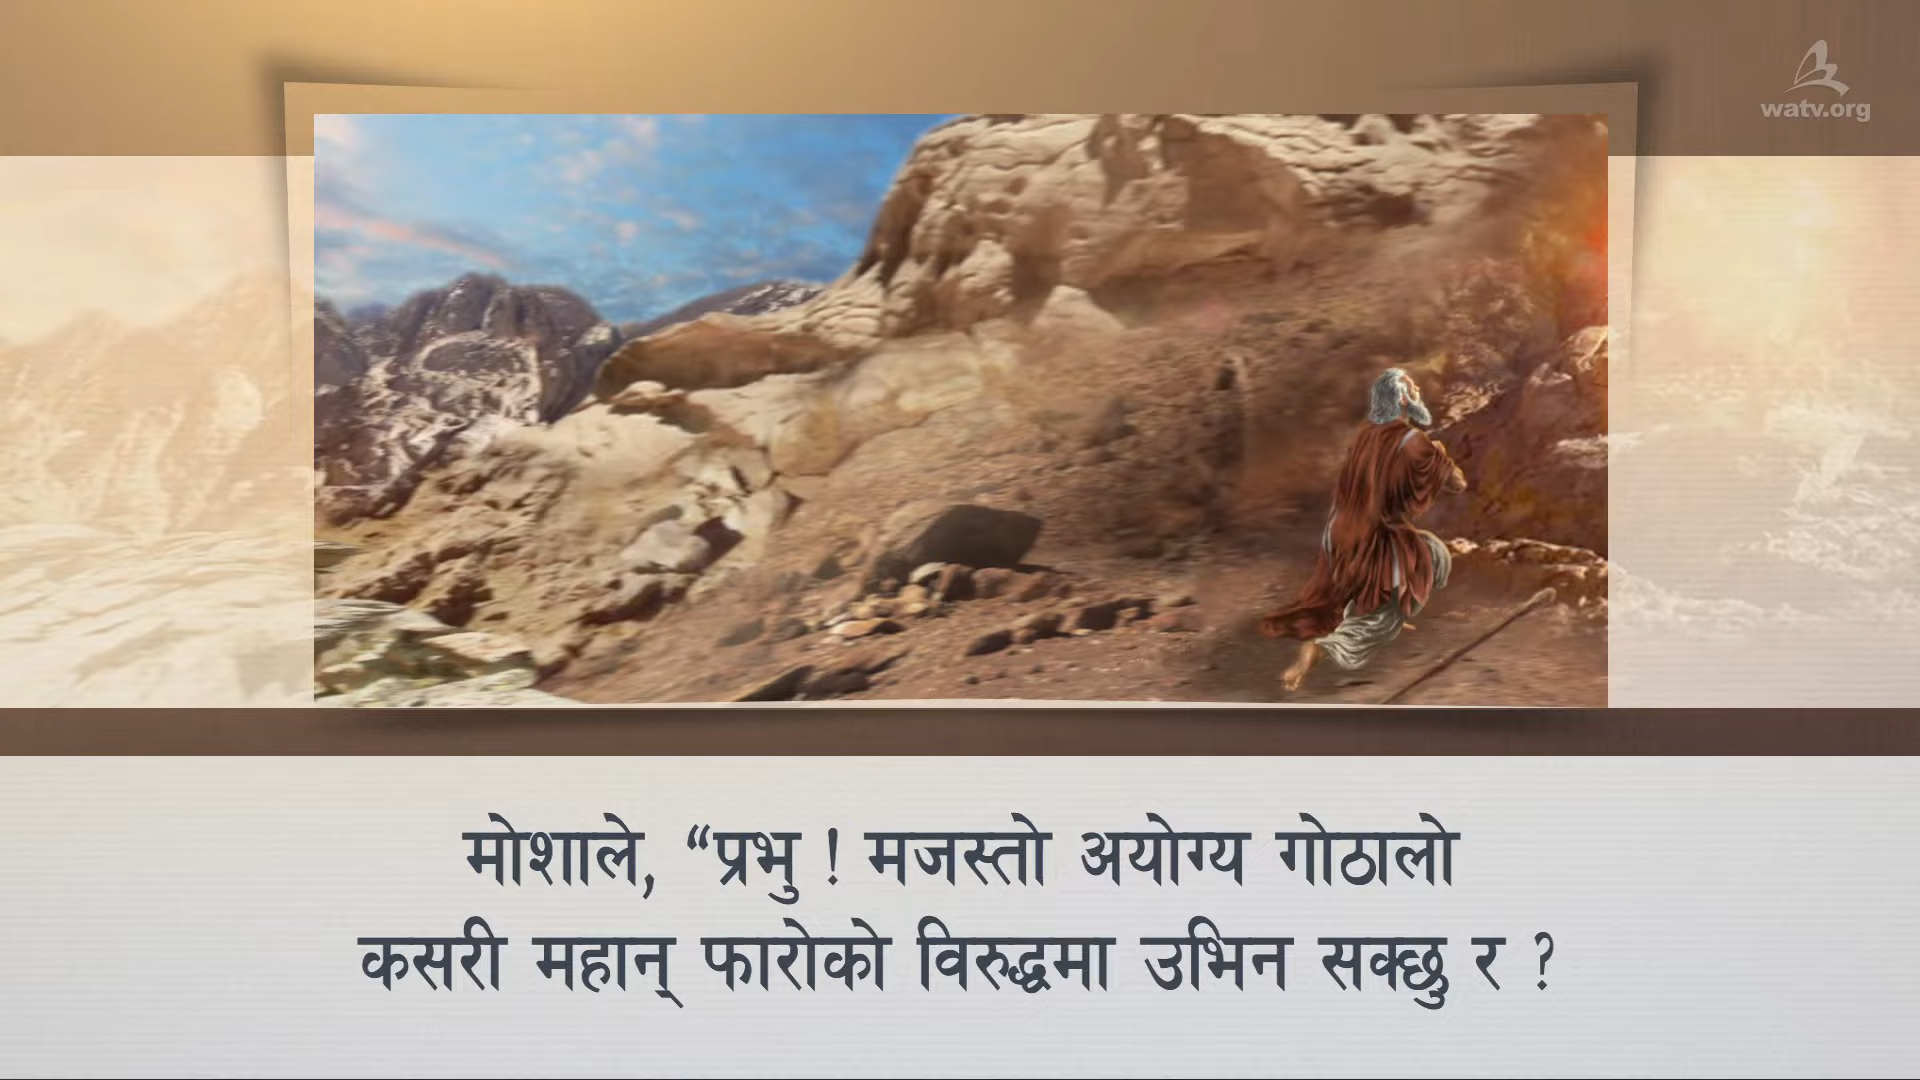 watv.org
मोशाले, “प्रभु ! मजस्तो अयोग्य गोठालो
कसरी महान् फारोको विरुद्धमा उभिन सक्छु र ?